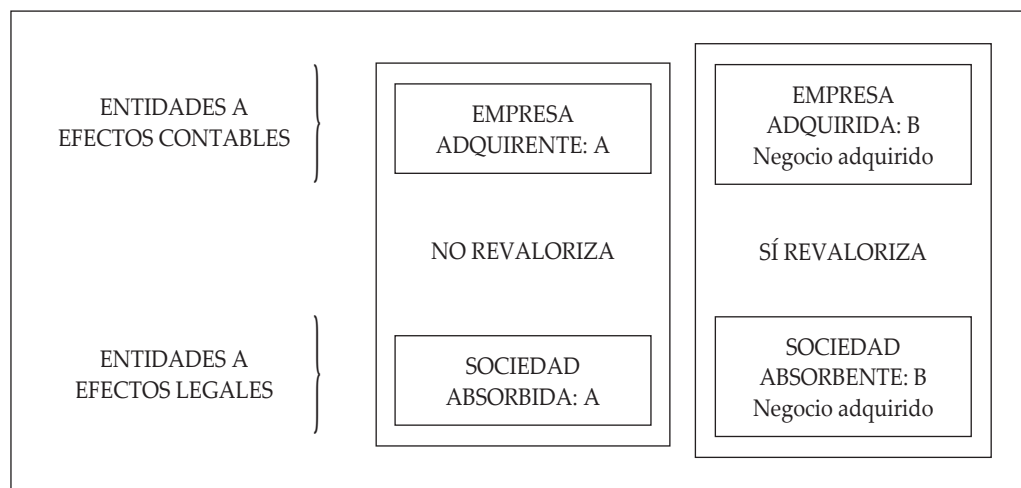 ENTIDADES A
EFECTOS CONTABLES
EMPRESA
ADQUIRENTE: A
EMPRESA
ADQUIRIDA: B
Negocio adquirido
NO REVALORIZA
SÍ REVALORIZA
ENTIDADES A
EFECTOS LEGALES
SOCIEDAD
ABSORBIDA: A
SOCIEDAD
ABSORBENTE: B
Negocio adquirido